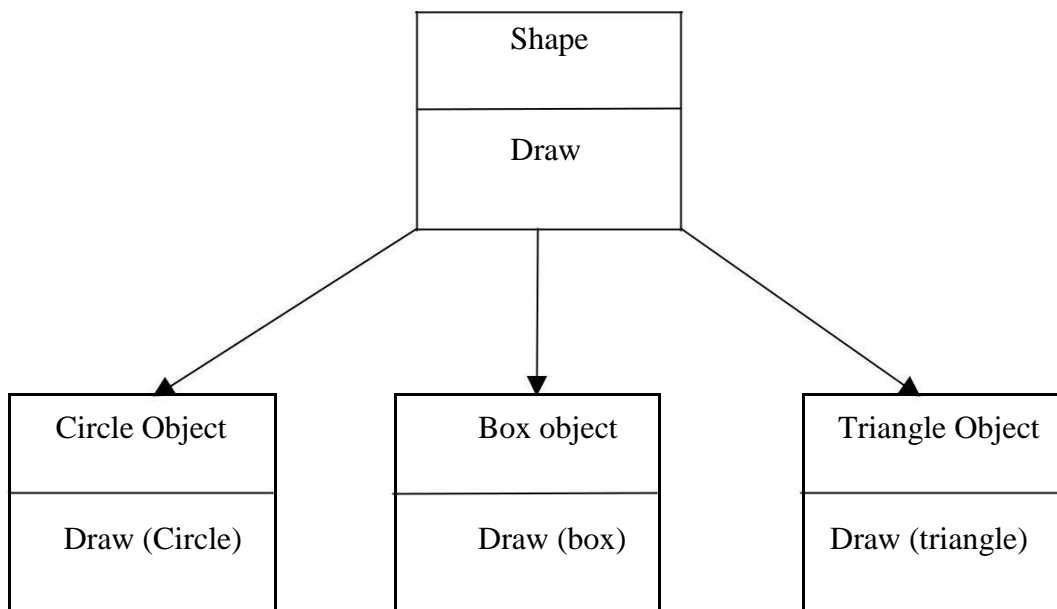 Shape
Draw
Circle Object
Box object
Triangle Object
Draw (Circle)
Draw (box)
Draw (triangle)